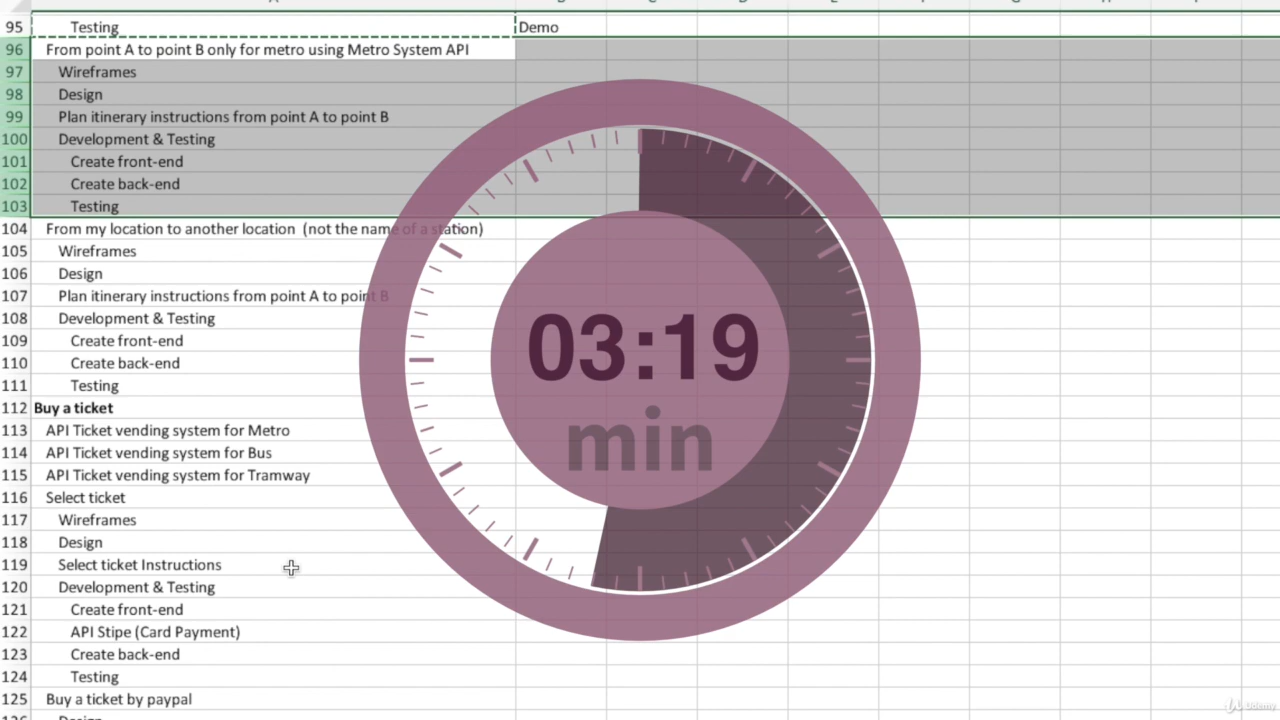 95 Testing Demo
96 From point A to point B only for metro using Metro System API
97 Wireframes
98 Design
99 Plan itinerary instructions from point A to point B
100 Development & Testing
101 Create front-end
102 Create back-end
103 Testing
104 From my location to another location (not the name of a station)
105 Wireframes
106 Design
107 Plan itinerary instructions from point A to point B
108 Development & Testing
109 Create front-end
110 Create back-end
111 Testing
112 Buy a ticket
113 API Ticket vending system for Metro
114 API Ticket vending system for Bus
115 API Ticket vending system for Tramway
116 Select ticket
117 Wireframes
118 Design
119 Select ticket Instructions
120 Development & Testing
121 Create front-end
122 API Stipe (Card Payment)
123 Create back-end
124 Testing
125 Buy a ticket by paypal
03:19
min
Udemy